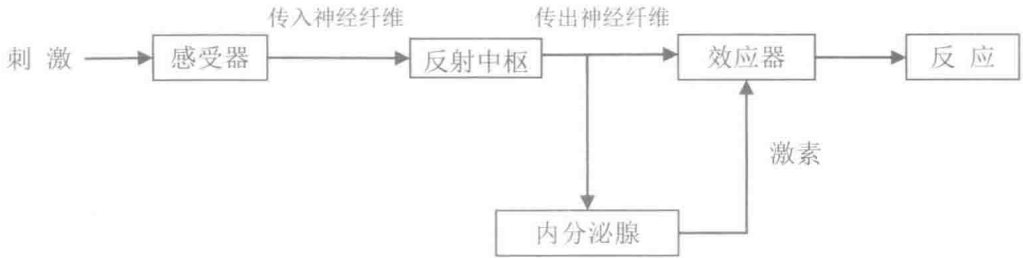 传入神经纤维
传出神经纤维
刺激
感受器
反射中枢
效应器
反应
激素
内分泌腺